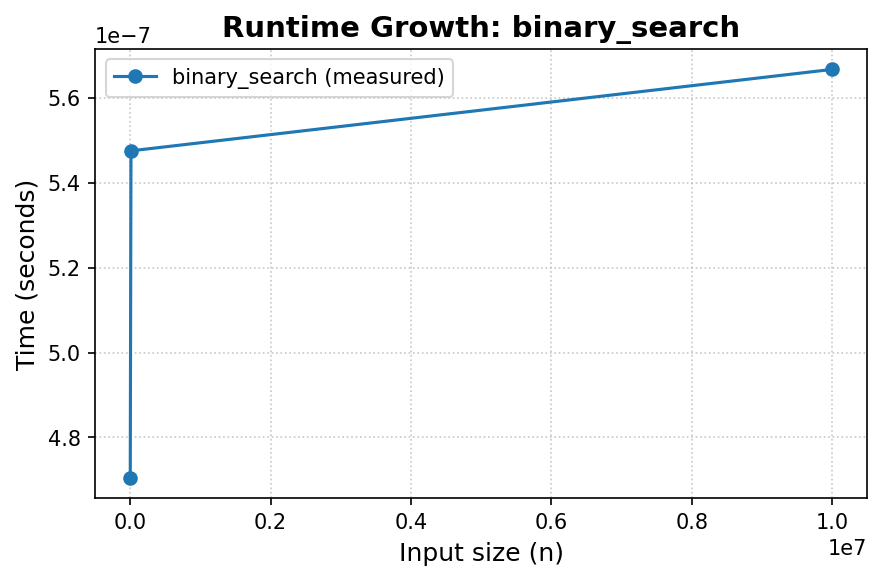 Runtime Growth: binary_search
1e−7
binary_search (measured)
5.6
5.4
5.2
5.0
4.8
Time (seconds)
0.0 0.2 0.4 0.6 0.8 1.0
1e7
Input size (n)